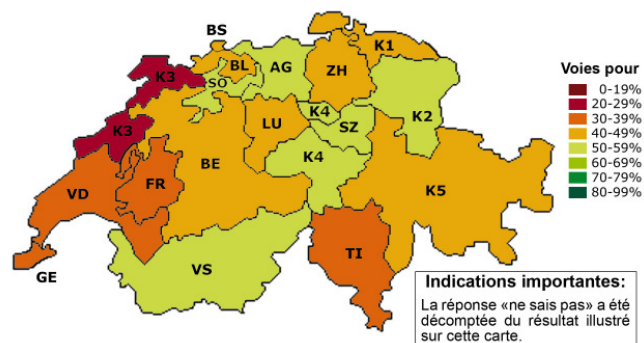 BS
K3
BL
AG
ZH
K1
SO
K4
K2
K3
LU
SZ
BE
K4
VD
FR
K5
GE
VS
TI
Voies pour
0-19%
20-29%
30-39%
40-49%
50-59%
60-69%
70-79%
80-99%
Indications importantes:
La réponse «ne sais pas» a été
décomptée du résultat illustré
sur cette carte.